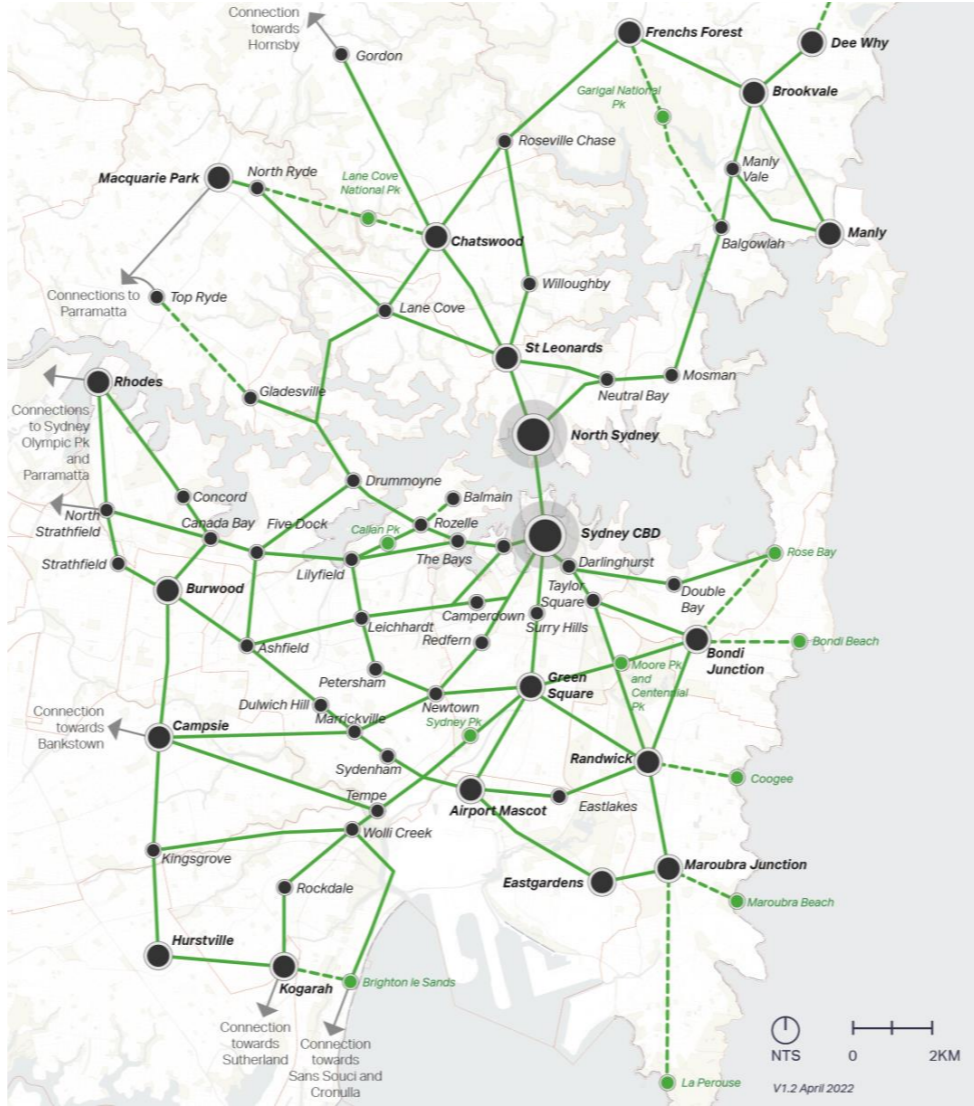 Connection
towards
Hornsby
Gordon
Frenchs Forest
Dee Why
Garigal National
Pk
Brookvale
Roseville Chase
Manly
Vale
Macquarie Park
North Ryde
Lane Cove
National Pk
Chatswood
Balgowlah
Manly
Connections to
Parramatta
Top Ryde
Willoughby
Lane Cove
St Leonards
Rhodes
Gladesville
Neutral Bay
Mosman
Connections
to Sydney
Olympic Pk
and
Parramatta
North Sydney
Drummoyne
Balmain
Concord
North
Strathfield
Canada Bay
Five Dock
Callan Pk
Rozelle
Sydney CBD
Strathfield
Lilyfield
The Bays
Darlinghurst
Rose Bay
Burwood
Taylor
Square
Double
Bay
Leichhardt
Camperdown
Surry Hills
Redfern
Ashfield
Bondi
Junction
Bondi Beach
Petersham
Green
Square
Moore Pk
and
Centennial
Pk
Dulwich Hill
Newtown
Connection
towards
Bankstown
Campsie
Marrickville
Sydney Pk
Sydenham
Randwick
Coogee
Tempe
Airport Mascot
Eastlakes
Wolli Creek
Kingsgrove
Rockdale
Eastgardens
Maroubra Junction
Maroubra Beach
Hurstville
Kogarah
Brighton le Sands
Connection
towards
Sutherland
Connection
towards
Sans Souci and
Cronulla
La Perouse
NTS
0
2KM
V1.2 April 2022